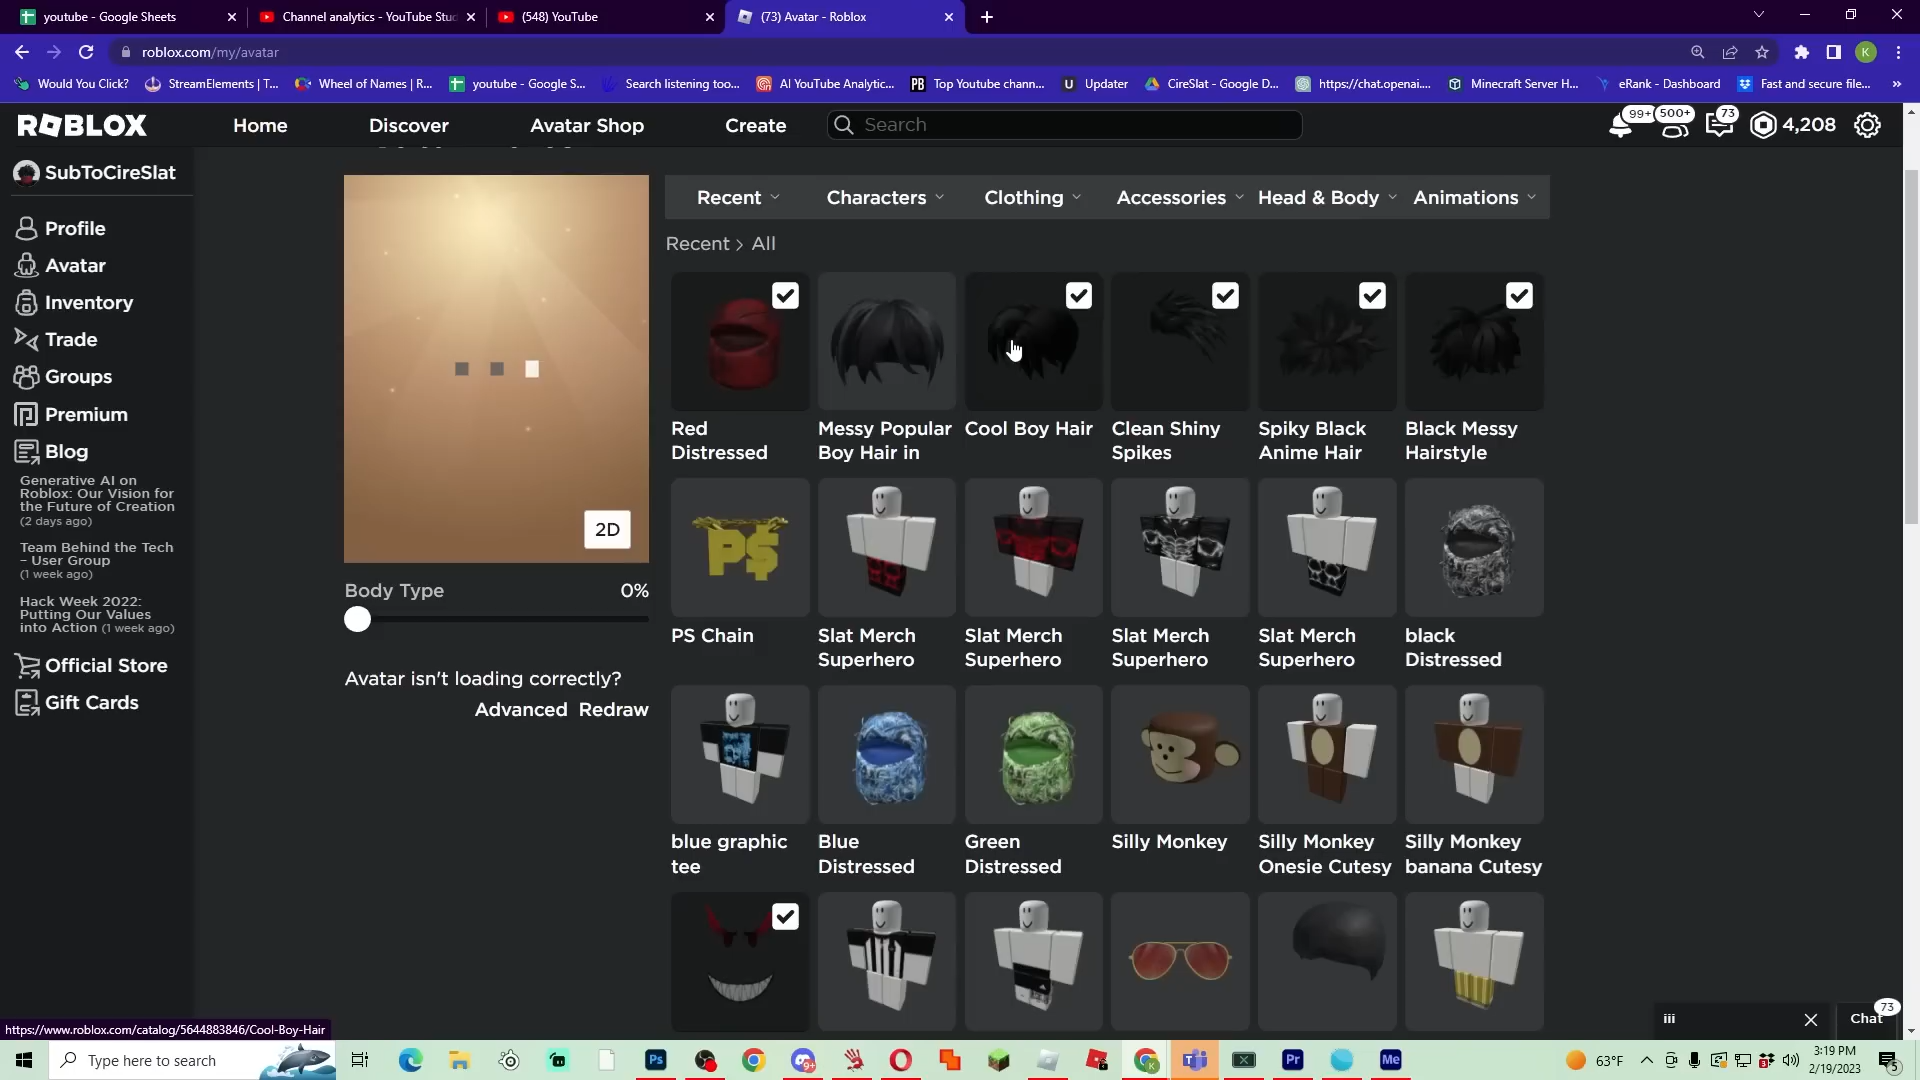 youtube - Google Sheets
Channel analytics - YouTube Stuc
(548) YouTube
(73) Avatar - Roblox
roblox.com/my/avatar
K
Would You Click?
StreamElements | T...
Wheel of Names | R...
youtube - Google S...
Search listening too...
AI YouTube Analytic...
PB Top Youtube chann...
U Updater
CireSlat - Google D...
https://chat.openai....
Minecraft Server H...
eRank - Dashboard
Fast and secure file...
ROBLOX
Home
Discover
Avatar Shop
Create
Search
99+
500+
73
4,208
SubToCireSlat
Profile
Avatar
Inventory
Trade
Groups
Premium
Blog
Generative AI on
Roblox: Our Vision for
the Future of Creation
(2 days ago)
Team Behind the Tech
– User Group
(1 week ago)
Hack Week 2022:
Putting Our Values
into Action (1 week ago)
Official Store
Gift Cards
2D
Body Type 0%
Avatar isn't loading correctly?
Advanced Redraw
Recent
Characters
Clothing
Accessories
Head & Body
Animations
Recent > All
Red
Distressed
Messy Popular
Boy Hair in
Cool Boy Hair
Clean Shiny
Spikes
Spiky Black
Anime Hair
Black Messy
Hairstyle
P$
PS Chain
Slat Merch
Superhero
Slat Merch
Superhero
Slat Merch
Superhero
Slat Merch
Superhero
black
Distressed
blue graphic
tee
Blue
Distressed
Green
Distressed
Silly Monkey
Silly Monkey
Onesie Cutesy
Silly Monkey
banana Cutesy
iii
Chat
73
https://www.roblox.com/catalog/5644883846/Cool-Boy-Hair
Type here to search
Ps
9+
K
Pr
Me
63°F
3:19 PM
2/19/2023
5